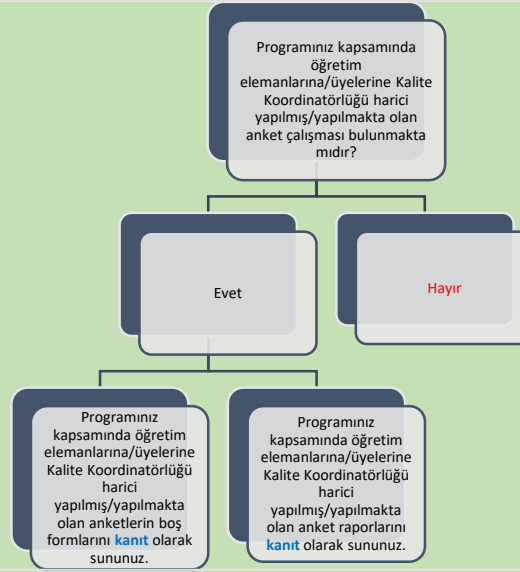 Programınız kapsamında
öğretim
elemanlarına/üyelerine Kalite
Koordinatörlüğü harici
yapılmış/yapılmakta olan
anket çalışması bulunmakta
mıdır?
Evet
Hayır
Programınız
kapsamında öğretim
elemanlarına/üyelerine
Kalite Koordinatörlüğü
harici
yapılmış/yapılmakta
olan anketlerin boş
formlarını kanıt olarak
sununuz.
Programınız
kapsamında öğretim
elemanlarına/üyelerine
Kalite Koordinatörlüğü
harici
yapılmış/yapılmakta
olan anket raporlarını
kanıt olarak sununuz.